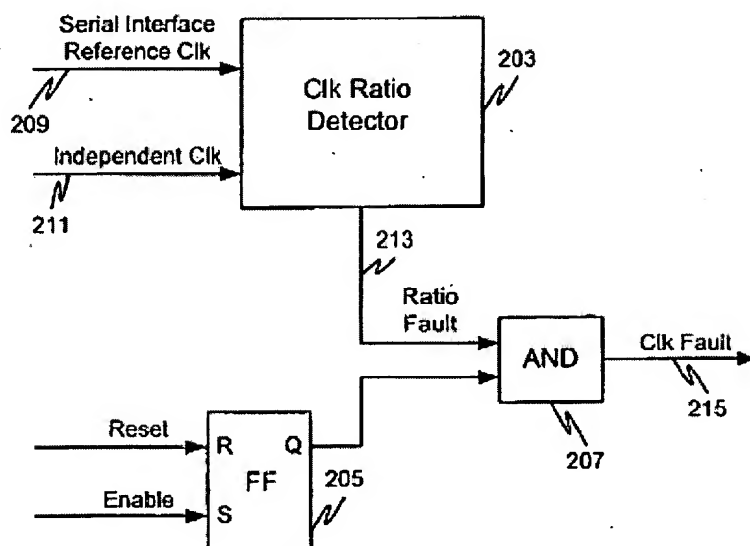 Serial Interface
Reference Clk
209
Independent Clk
211
Clk Ratio
Detector
203
213
Ratio
Fault
AND
Clk Fault
215
207
Reset
R
Q
FF
205
Enable
S